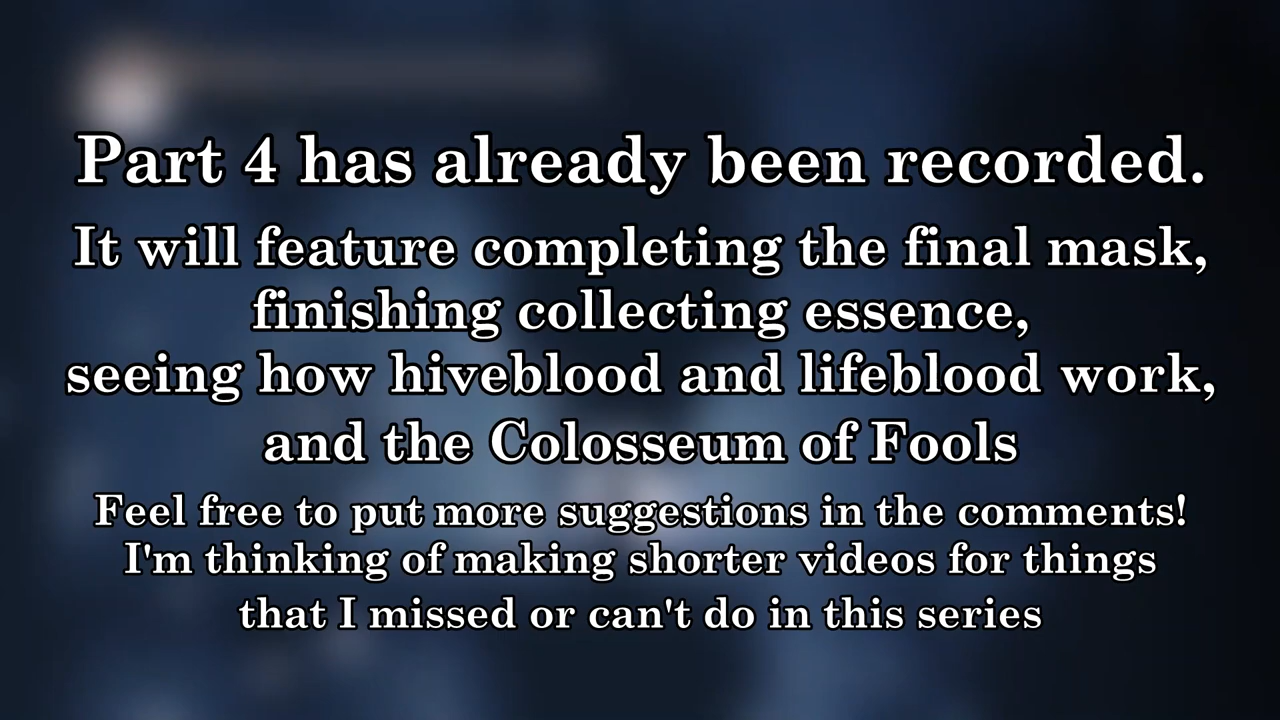 Part 4 has already been recorded.
It will feature completing the final mask,
finishing collecting essence,
seeing how hiveblood and lifeblood work,
and the Colosseum of Fools
Feel free to put more suggestions in the comments!
I'm thinking of making shorter videos for things
that I missed or can't do in this series